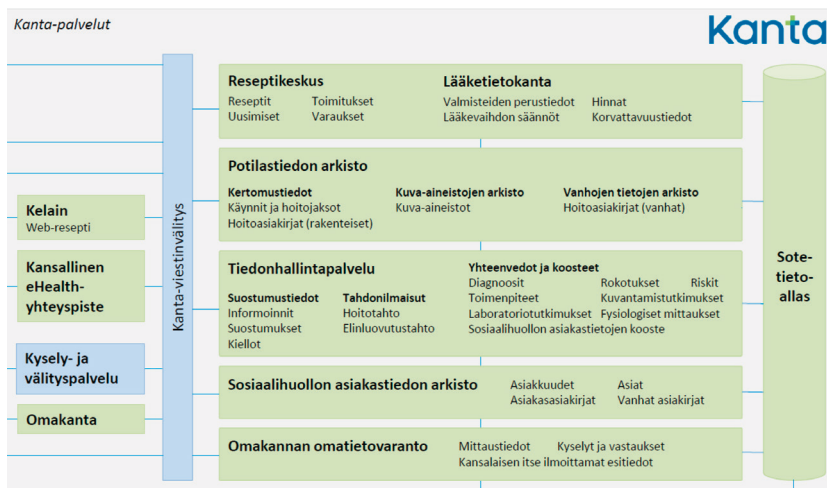 Kanta-palvelut
Kanta
Kelain
Web-resepti
Kansallinen
eHealth-
yhteyspiste
Kysely- ja
välityspalvelu
Omakanta
Kanta-viestinvälitys
Reseptikeskus
Reseptit Toimitukset
Uusimiset Varaukset
Lääketietokanta
Valmisteiden perustiedot Hinnat
Lääkevaihdon säännöt Korvattavuustiedot
Potilastiedon arkisto
Kertomustiedot
Käynnit ja hoitojaksot
Hoitoasiakirjat (rakenteiset)
Kuva-aineistojen arkisto
Kuva-aineistot
Vanhojen tietojen arkisto
Hoitoasiakirjat (vanhat)
Tiedonhallintapalvelu
Suostumustiedot
Informoinnit
Suostumukset
Kiellot
Tahdonilmaisut
Hoitotahto
Elinluovutustahto
Yhteenvedot ja koosteet
Diagnoosit Rokotukset Riskit
Toimenpiteet Kuvantamistutkimukset
Laboratoriotutkimukset Fysiologiset mittaukset
Sosiaalihuollon asiakastietojen kooste
Sosiaalihuollon asiakastiedon arkisto
Asiakkuudet Asiat
Asiakasasiakirjat Vanhat asiakirjat
Omakannan omatietovaranto
Mittaustiedot Kyselyt ja vastaukset
Kansalaisen itse ilmoittamat esitiedot
Sote-
tieto-
allas